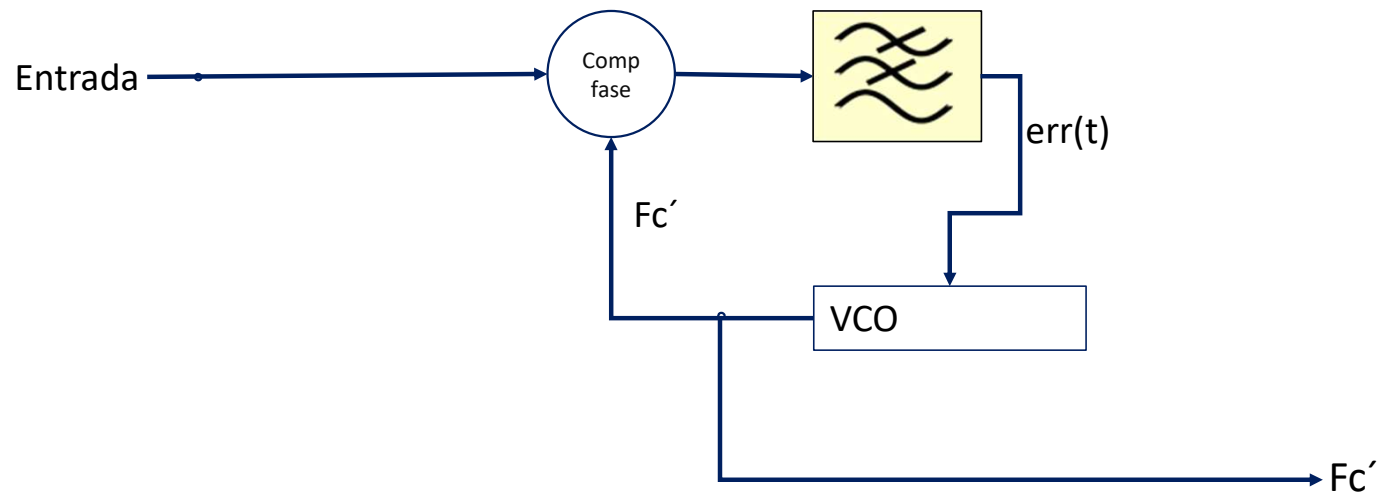 Entrada
Comp
fase
err(t)
Fc´
VCO
Fc´